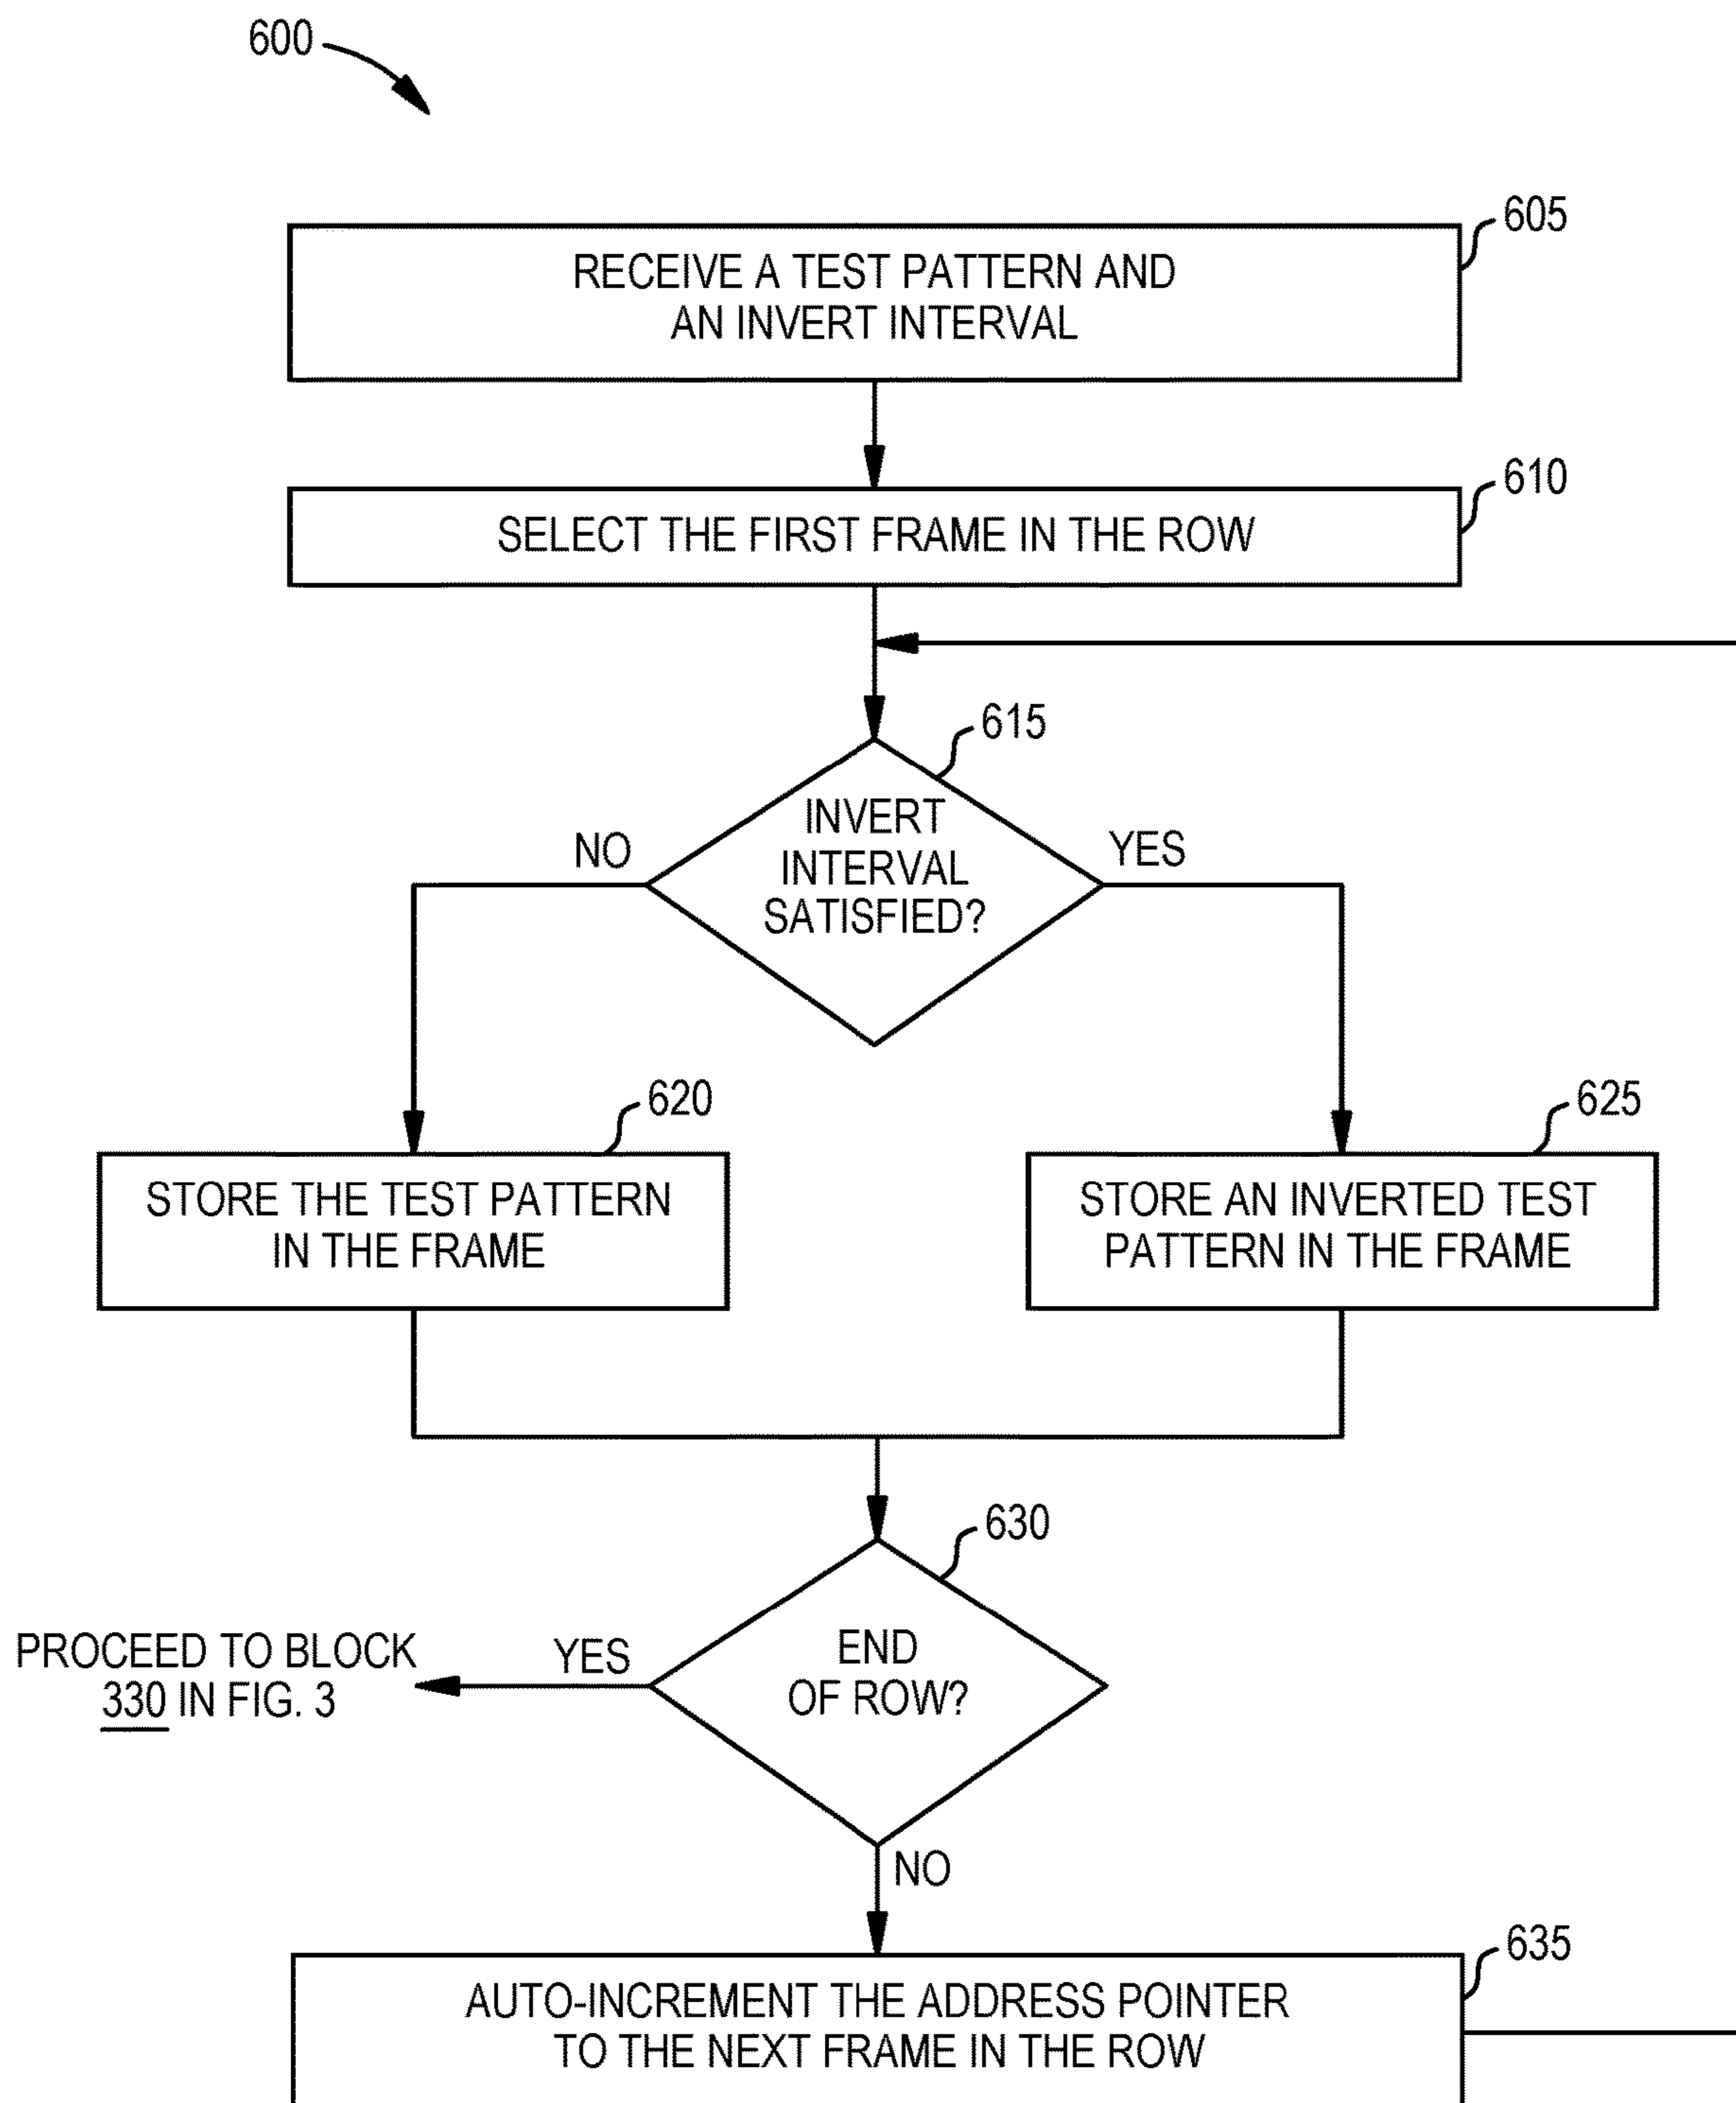 600
605
RECEIVE A TEST PATTERN AND
AN INVERT INTERVAL
610
SELECT THE FIRST FRAME IN THE ROW
615
INVERT
INTERVAL
SATISFIED?
NO
YES
620
STORE THE TEST PATTERN
IN THE FRAME
625
STORE AN INVERTED TEST
PATTERN IN THE FRAME
630
END
OF ROW?
YES
PROCEED TO BLOCK
330 IN FIG. 3
NO
635
AUTO-INCREMENT THE ADDRESS POINTER
TO THE NEXT FRAME IN THE ROW